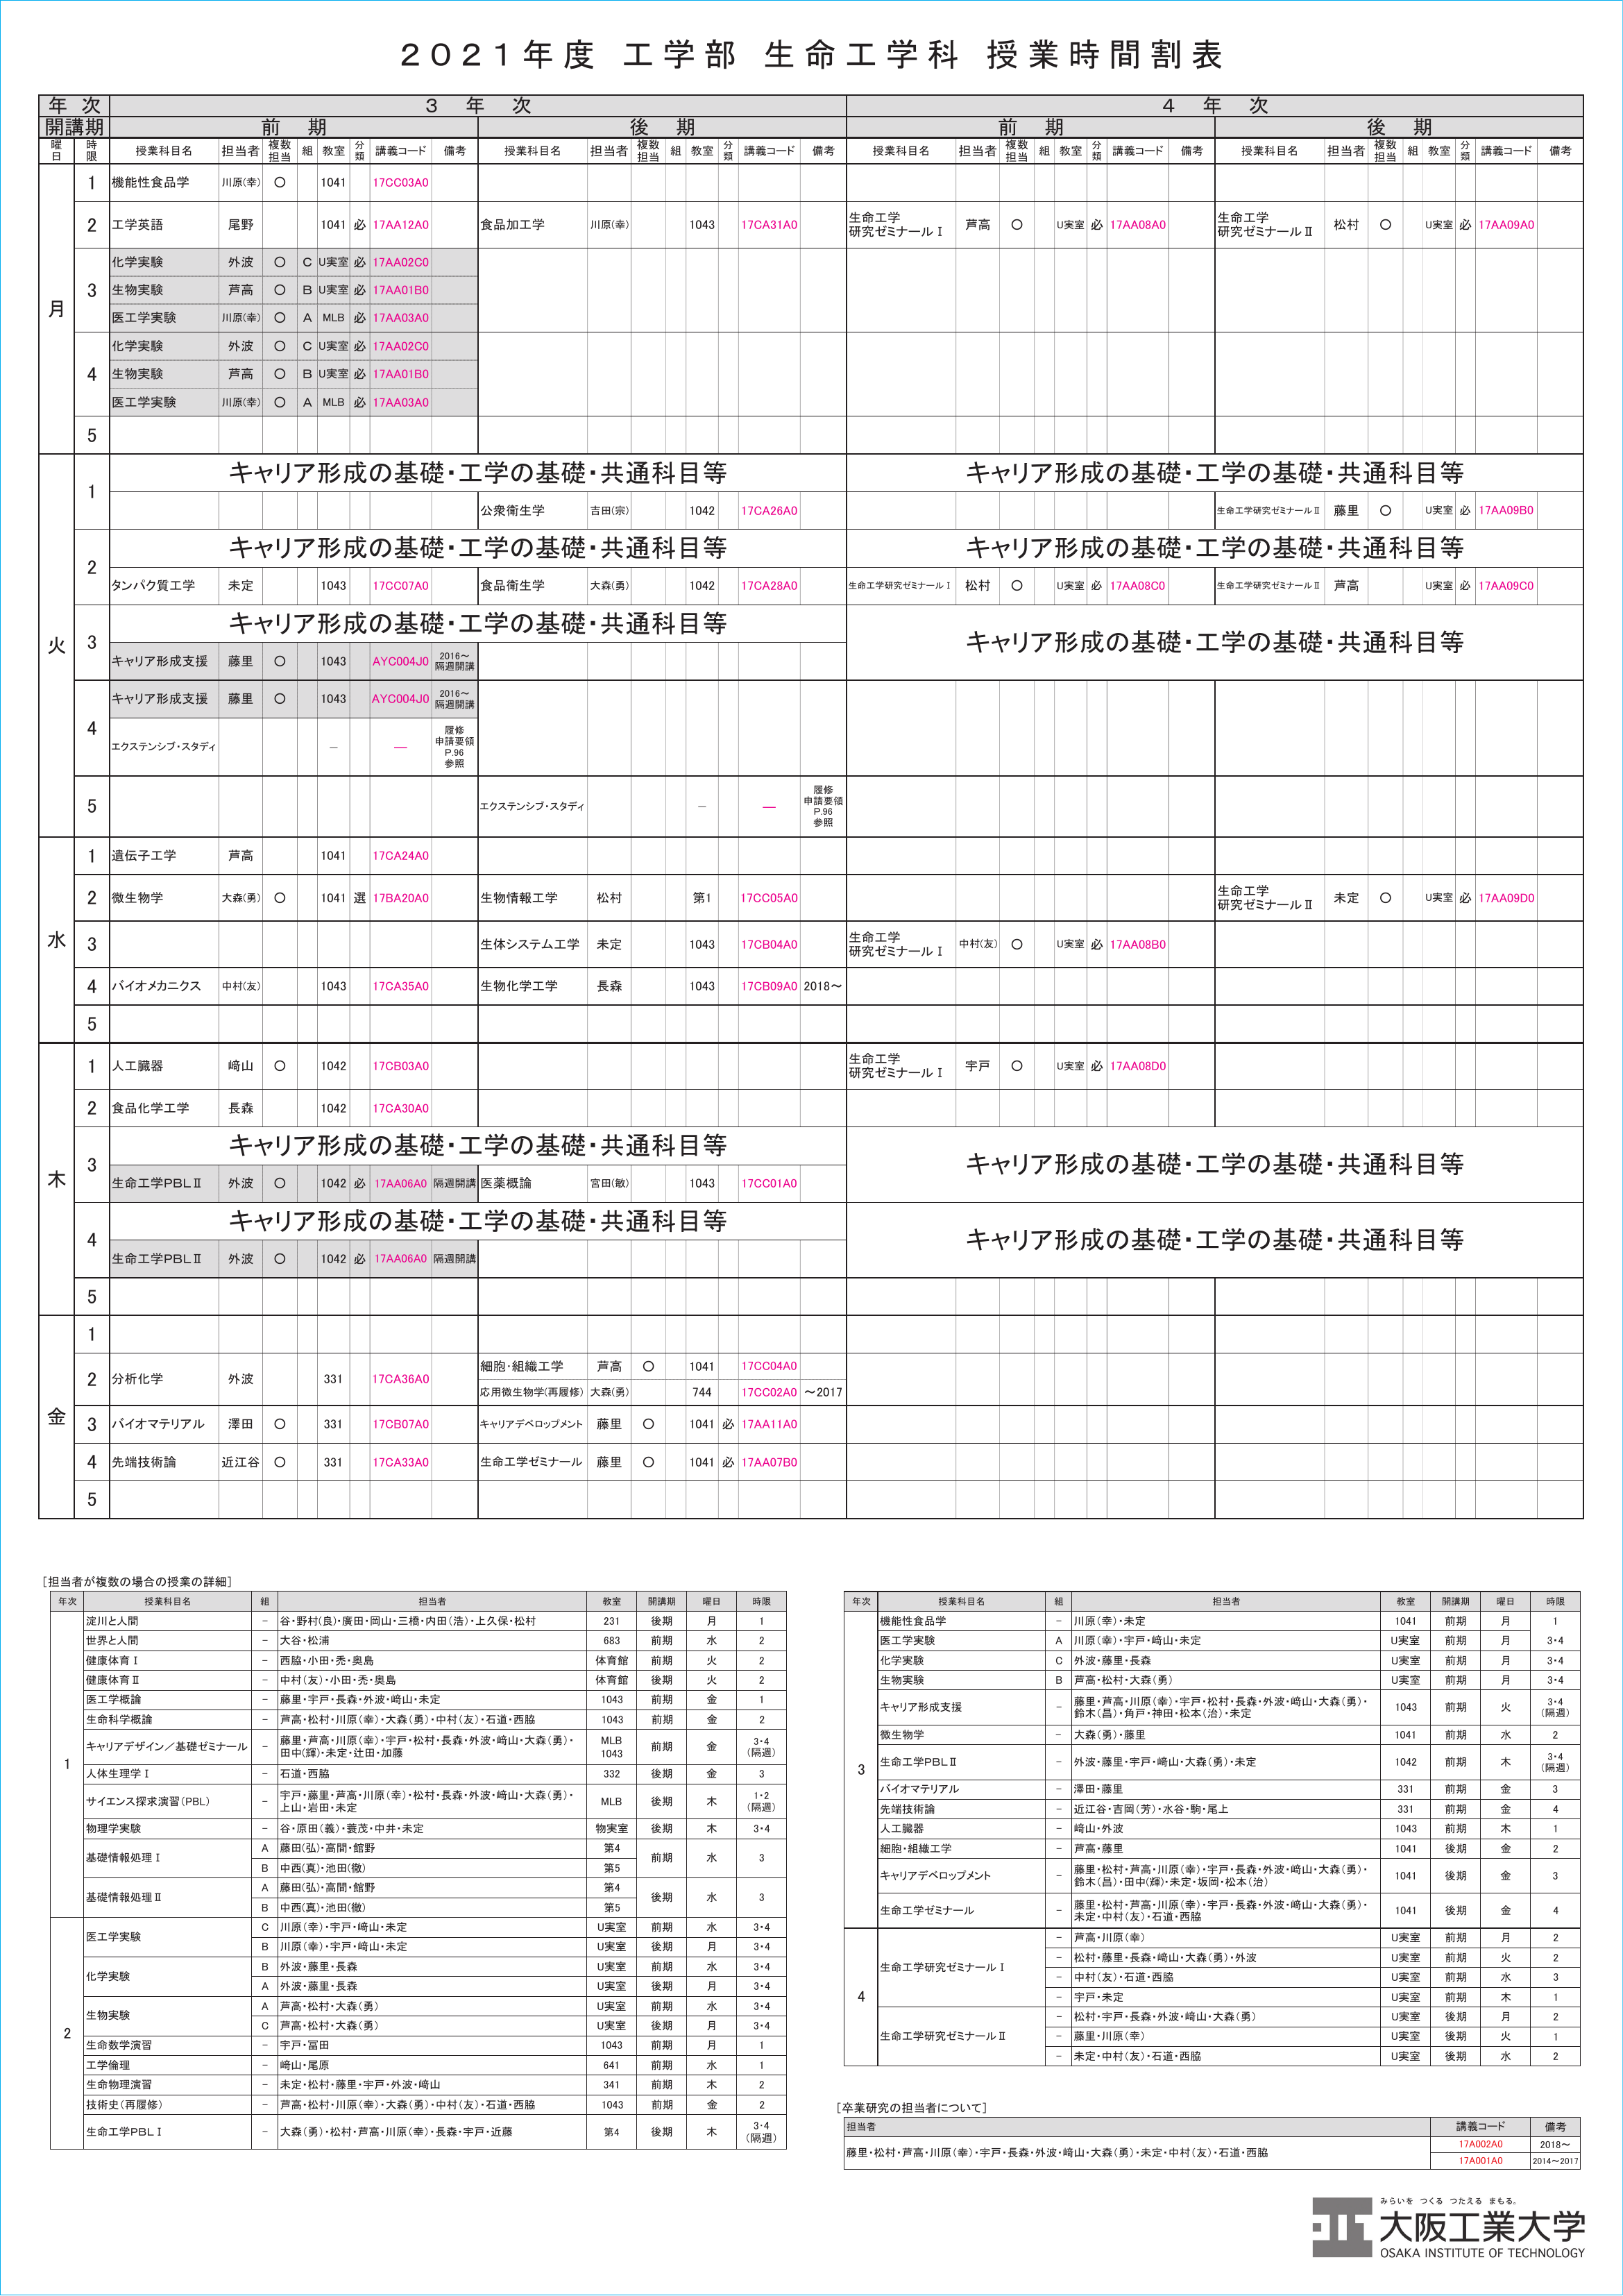 2021年度 工学部 生命工学科 授業時間割表
年次 3年次 4年次
開講期 前期 後期 前期 後期
曜日 時限 授業科目名 担当者 複数担当 組 教室 分類 講義コード 備考 授業科目名 担当者 複数担当 組 教室 分類 講義コード 備考 授業科目名 担当者 複数担当 組 教室 分類 講義コード 備考 授業科目名 担当者 複数担当 組 教室 分類 講義コード 備考
月
1 機能性食品学 川原(幸) ○ 1041 17CC03A0
2 工学英語 尾野 1041 必 17AA12A0 食品加工学 川原(幸) 1043 17CA31A0 生命工学研究ゼミナールⅠ 芦高 ○ U実室 必 17AA08A0 生命工学研究ゼミナールⅡ 松村 ○ U実室 必 17AA09A0
3 化学実験 外波 ○ C U実室 必 17AA02C0
生物実験 芦高 ○ B U実室 必 17AA01B0
医工学実験 川原(幸) ○ A MLB 必 17AA03A0
4 化学実験 外波 ○ C U実室 必 17AA02C0
生物実験 芦高 ○ B U実室 必 17AA01B0
医工学実験 川原(幸) ○ A MLB 必 17AA03A0
5
火
1 キャリア形成の基礎・工学の基礎・共通科目等 キャリア形成の基礎・工学の基礎・共通科目等
公衆衛生学 吉田(宗) 1042 17CA26A0 生命工学研究ゼミナールⅡ 藤里 ○ U実室 必 17AA09B0
2 キャリア形成の基礎・工学の基礎・共通科目等 キャリア形成の基礎・工学の基礎・共通科目等
タンパク質工学 未定 1043 17CC07A0 食品衛生学 大森(勇) 1042 17CA28A0 生命工学研究ゼミナールⅠ 松村 ○ U実室 必 17AA08C0 生命工学研究ゼミナールⅡ 芦高 U実室 必 17AA09C0
3 キャリア形成の基礎・工学の基礎・共通科目等 キャリア形成の基礎・工学の基礎・共通科目等
キャリア形成支援 藤里 ○ 1043 AYC004J0 2016～隔週開講
4 キャリア形成支援 藤里 ○ 1043 AYC004J0 2016～隔週開講
エクステンシブ・スタディ － — 履修申請要領P.96参照
5 エクステンシブ・スタディ － — 履修申請要領P.96参照
水
1 遺伝子工学 芦高 1041 17CA24A0
2 微生物学 大森(勇) ○ 1041 選 17BA20A0 生物情報工学 松村 第1 17CC05A0 生命工学研究ゼミナールⅡ 未定 ○ U実室 必 17AA09D0
3 生体システム工学 未定 1043 17CB04A0 生命工学研究ゼミナールⅠ 中村(友) ○ U実室 必 17AA08B0
4 バイオメカニクス 中村(友) 1043 17CA35A0 生物化学工学 長森 1043 17CB09A0 2018～
5
木
1 人工臓器 﨑山 ○ 1042 17CB03A0 生命工学研究ゼミナールⅠ 宇戸 ○ U実室 必 17AA08D0
2 食品化学工学 長森 1042 17CA30A0
3 キャリア形成の基礎・工学の基礎・共通科目等 キャリア形成の基礎・工学の基礎・共通科目等
生命工学PBLⅡ 外波 ○ 1042 必 17AA06A0 隔週開講 医薬概論 宮田(敏) 1043 17CC01A0
4 キャリア形成の基礎・工学の基礎・共通科目等 キャリア形成の基礎・工学の基礎・共通科目等
生命工学PBLⅡ 外波 ○ 1042 必 17AA06A0 隔週開講
5
金
1
2 分析化学 外波 331 17CA36A0 細胞・組織工学 芦高 ○ 1041 17CC04A0
応用微生物学(再履修) 大森(勇) 744 17CC02A0 ～2017
3 バイオマテリアル 澤田 ○ 331 17CB07A0 キャリアデベロップメント 藤里 ○ 1041 必 17AA11A0
4 先端技術論 近江谷 ○ 331 17CA33A0 生命工学ゼミナール 藤里 ○ 1041 必 17AA07B0
5
［担当者が複数の場合の授業の詳細］
年次 授業科目名 組 担当者 教室 開講期 曜日 時限
1
淀川と人間 － 谷・野村(良)・廣田・岡山・三橋・内田(浩)・上久保・松村 231 後期 月 1
世界と人間 － 大谷・松浦 683 前期 水 2
健康体育Ⅰ － 西脇・小田・禿・奥島 体育館 前期 火 2
健康体育Ⅱ － 中村(友)・小田・禿・奥島 体育館 後期 火 2
医工学概論 － 藤里・宇戸・長森・外波・﨑山・未定 1043 前期 金 1
生命科学概論 － 芦高・松村・川原(幸)・大森(勇)・中村(友)・石道・西脇 1043 前期 金 2
キャリアデザイン／基礎ゼミナール － 藤里・芦高・川原(幸)・宇戸・松村・長森・外波・﨑山・大森(勇)・田中(輝)・未定・辻田・加藤 MLB 1043 前期 金 3・4（隔週）
人体生理学Ⅰ － 石道・西脇 332 後期 金 3
サイエンス探求演習(PBL) － 宇戸・藤里・芦高・川原(幸)・松村・長森・外波・﨑山・大森(勇)・上山・岩田・未定 MLB 後期 木 1・2（隔週）
物理学実験 － 谷・原田(義)・蓑茂・中井・未定 物実室 後期 木 3・4
基礎情報処理Ⅰ A 藤田(弘)・高間・館野 第4 前期 水 3
B 中西(真)・池田(徹) 第5
基礎情報処理Ⅱ A 藤田(弘)・高間・館野 第4 後期 水 3
B 中西(真)・池田(徹) 第5
2
医工学実験 C 川原(幸)・宇戸・﨑山・未定 U実室 前期 水 3・4
B 川原(幸)・宇戸・﨑山・未定 U実室 後期 月 3・4
化学実験 B 外波・藤里・長森 U実室 前期 水 3・4
A 外波・藤里・長森 U実室 後期 月 3・4
生物実験 A 芦高・松村・大森(勇) U実室 前期 水 3・4
C 芦高・松村・大森(勇) U実室 後期 月 3・4
生命数学演習 － 宇戸・冨田 1043 前期 月 1
工学倫理 － 﨑山・尾原 641 前期 水 1
生命物理演習 － 未定・松村・藤里・宇戸・外波・﨑山 341 前期 木 2
技術史(再履修) － 芦高・松村・川原(幸)・大森(勇)・中村(友)・石道・西脇 1043 前期 金 2
生命工学PBLⅠ － 大森(勇)・松村・芦高・川原(幸)・長森・宇戸・近藤 第4 後期 木 3・4（隔週）
年次 授業科目名 組 担当者 教室 開講期 曜日 時限
3
機能性食品学 － 川原(幸)・未定 1041 前期 月 1
医工学実験 A 川原(幸)・宇戸・﨑山・未定 U実室 前期 月 3・4
化学実験 C 外波・藤里・長森 U実室 前期 月 3・4
生物実験 B 芦高・松村・大森(勇) U実室 前期 月 3・4
キャリア形成支援 － 藤里・芦高・川原(幸)・宇戸・松村・長森・外波・﨑山・大森(勇)・鈴木(昌)・角戸・神田・松本(治)・未定 1043 前期 火 3・4（隔週）
微生物学 － 大森(勇)・藤里 1041 前期 水 2
生命工学PBLⅡ － 外波・藤里・宇戸・﨑山・大森(勇)・未定 1042 前期 木 3・4（隔週）
バイオマテリアル － 澤田・藤里 331 前期 金 3
先端技術論 － 近江谷・吉岡(芳)・水谷・駒・尾上 331 前期 金 4
人工臓器 － 﨑山・外波 1043 前期 木 1
細胞・組織工学 － 芦高・藤里 1041 後期 金 2
キャリアデベロップメント － 藤里・松村・芦高・川原(幸)・宇戸・長森・外波・﨑山・大森(勇)・鈴木(昌)・田中(輝)・未定・坂岡・松本(治) 1041 後期 金 3
生命工学ゼミナール － 藤里・松村・芦高・川原(幸)・宇戸・長森・外波・﨑山・大森(勇)・未定・中村(友)・石道・西脇 1041 後期 金 4
4
生命工学研究ゼミナールⅠ － 芦高・川原(幸) U実室 前期 月 2
－ 松村・藤里・長森・﨑山・大森(勇)・外波 U実室 前期 火 2
－ 中村(友)・石道・西脇 U実室 前期 水 3
－ 宇戸・未定 U実室 前期 木 1
生命工学研究ゼミナールⅡ － 松村・宇戸・長森・外波・﨑山・大森(勇) U実室 後期 月 2
－ 藤里・川原(幸) U実室 後期 火 1
－ 未定・中村(友)・石道・西脇 U実室 後期 水 2
［卒業研究の担当者について］
担当者 講義コード 備考
藤里・松村・芦高・川原(幸)・宇戸・長森・外波・﨑山・大森(勇)・未定・中村(友)・石道・西脇 17A002A0 2018～
17A001A0 2014～2017
みらいを つくる つたえる まもる。
大阪工業大学
OSAKA INSTITUTE OF TECHNOLOGY